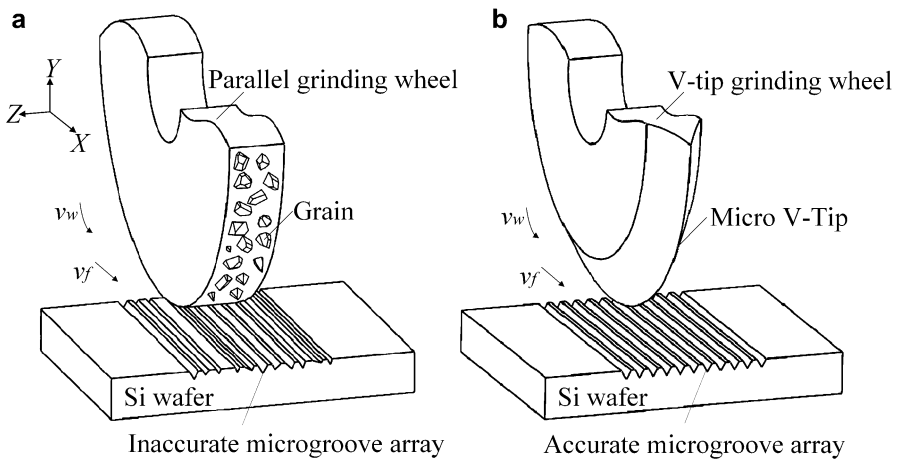 a
Y
Z
X
Parallel grinding wheel
Grain
vw
vf
Si wafer
Inaccurate microgroove array
b
V-tip grinding wheel
Micro V-Tip
vw
vf
Si wafer
Accurate microgroove array